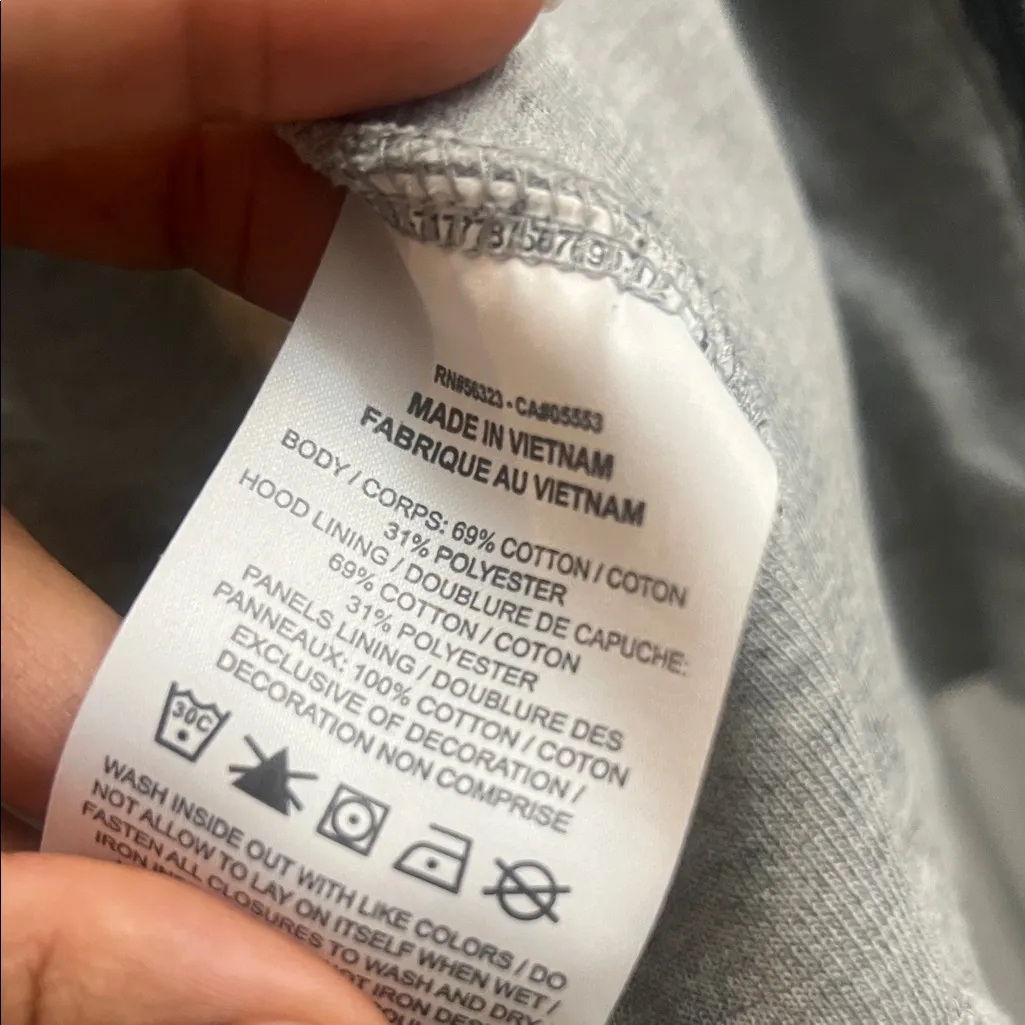 RN#56323 - CA#05553
MADE IN VIETNAM
FABRIQUE AU VIETNAM
BODY / CORPS: 69% COTTON / COTON
31% POLYESTER
HOOD LINING / DOUBLURE DE CAPUCHE:
69% COTTON / COTON
31% POLYESTER
PANELS LINING / DOUBLURE DES
PANNEAUX: 100% COTTON / COTON
EXCLUSIVE OF DECORATION /
DECORATION NON COMPRISE
30C
WASH INSIDE OUT WITH LIKE COLORS / DO
NOT ALLOW TO LAY ON ITSELF WHEN WET /
FASTEN ALL CLOSURES TO WASH AND DRY
IRON IRON